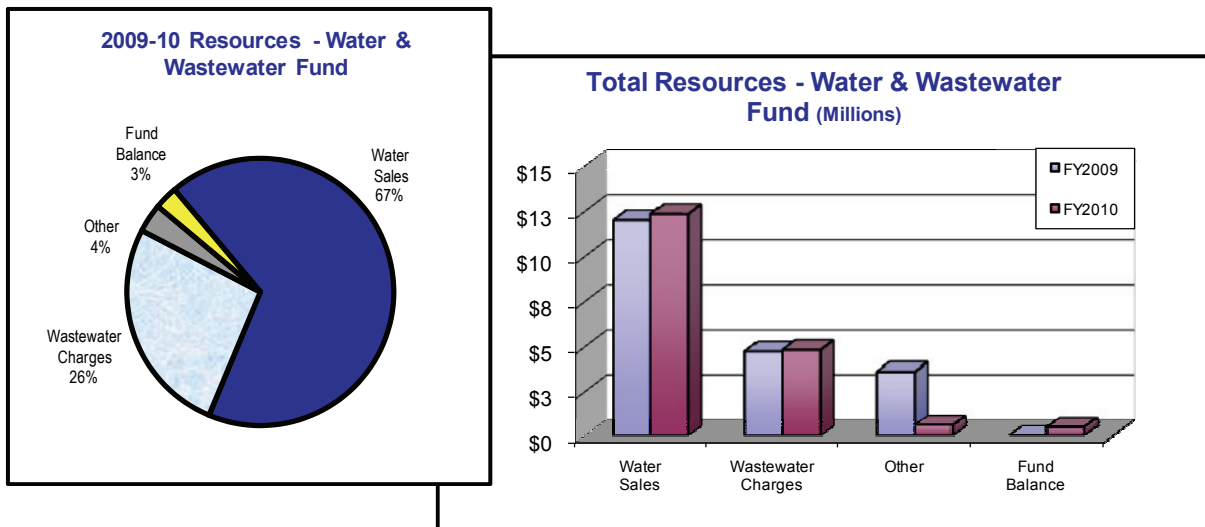 2009-10 Resources - Water &
Wastewater Fund
Fund
Balance
3%
Water
Sales
67%
Other
4%
Wastewater
Charges
26%
Total Resources - Water & Wastewater
Fund (Millions)
$15
$13
$10
$8
$5
$3
$0
FY2009
FY2010
Water
Sales
Wastewater
Charges
Other
Fund
Balance